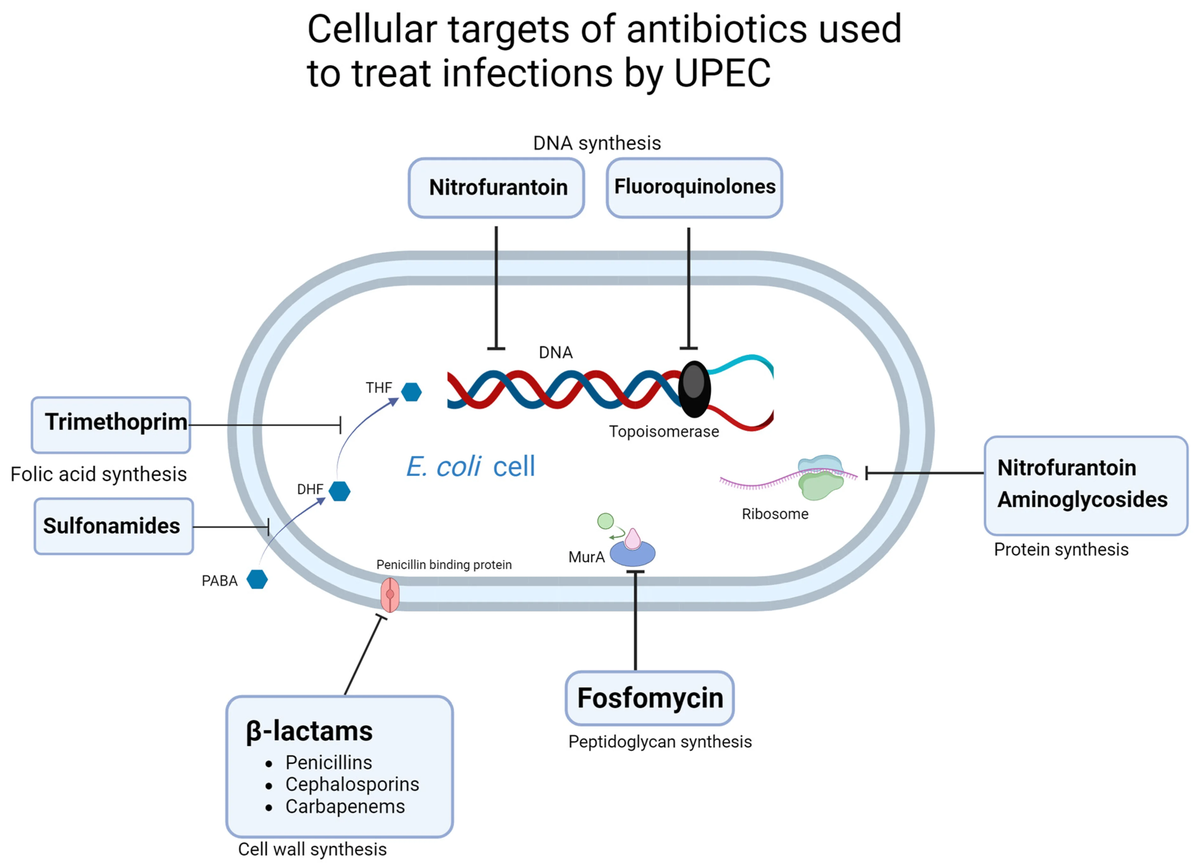 Cellular targets of antibiotics used
to treat infections by UPEC
DNA synthesis
Nitrofurantoin
Fluoroquinolones
DNA
THF
Topoisomerase
Trimethoprim
Folic acid synthesis
E. coli cell
DHF
Sulfonamides
PABA
Nitrofurantoin
Aminoglycosides
Protein synthesis
Ribosome
MurA
Penicillin binding protein
β-lactams
• Penicillins
• Cephalosporins
• Carbapenems
Cell wall synthesis
Fosfomycin
Peptidoglycan synthesis